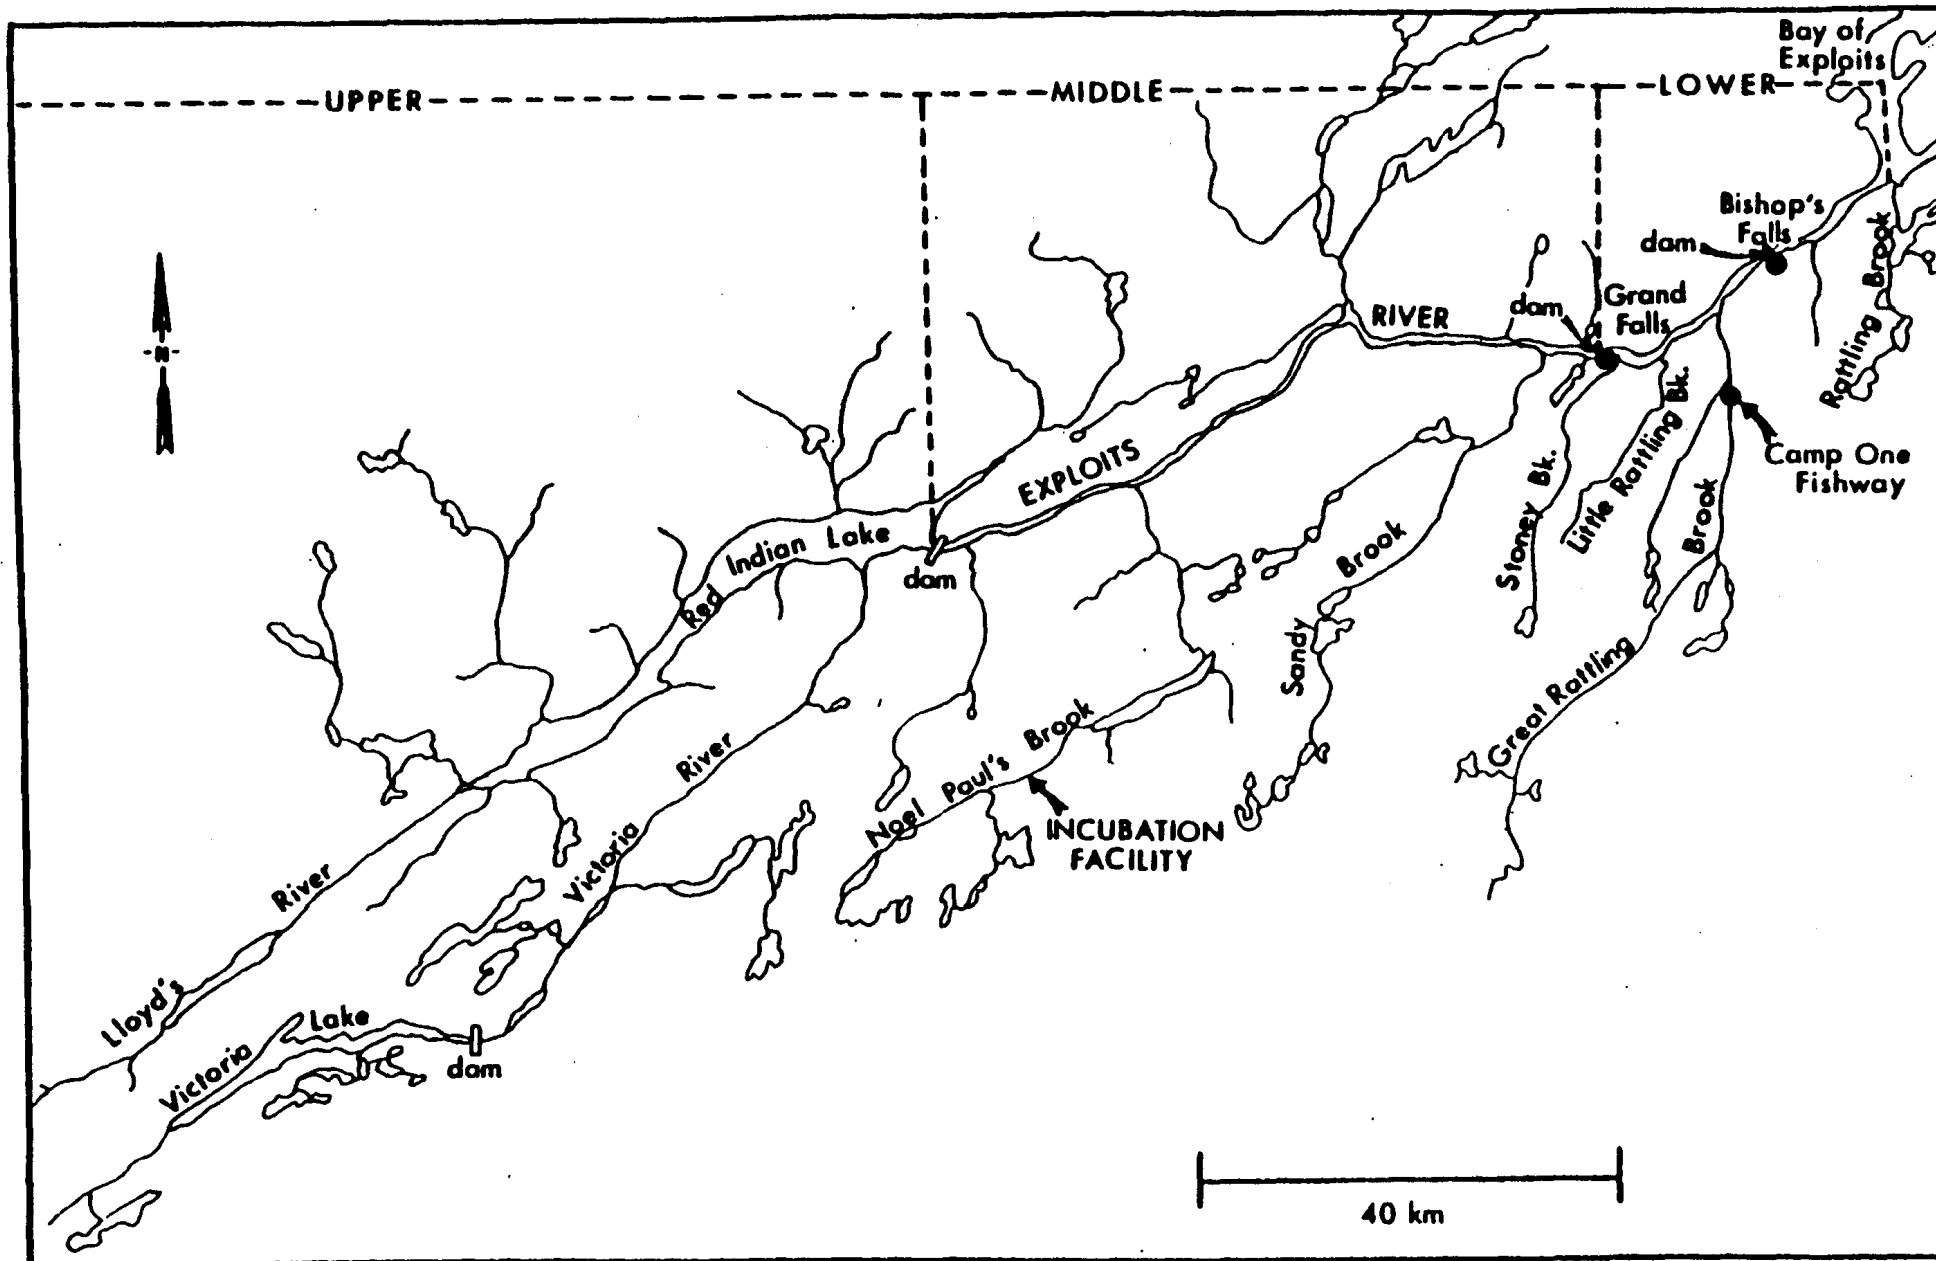 Bay of
Exploits
UPPER
MIDDLE
LOWER
Bishop's
Falls
dam
Rattling Brook
Grand
Falls
dam
RIVER
N
Little Rattling Bk.
Camp One
Fishway
EXPLOITS
Stoney Bk.
Brook
Red Indian Lake
dam
Sandy Brook
Great Rattling
Noel Paul's Brook
INCUBATION
FACILITY
Victoria River
Lloyd's River
Victoria Lake
dam
40 km